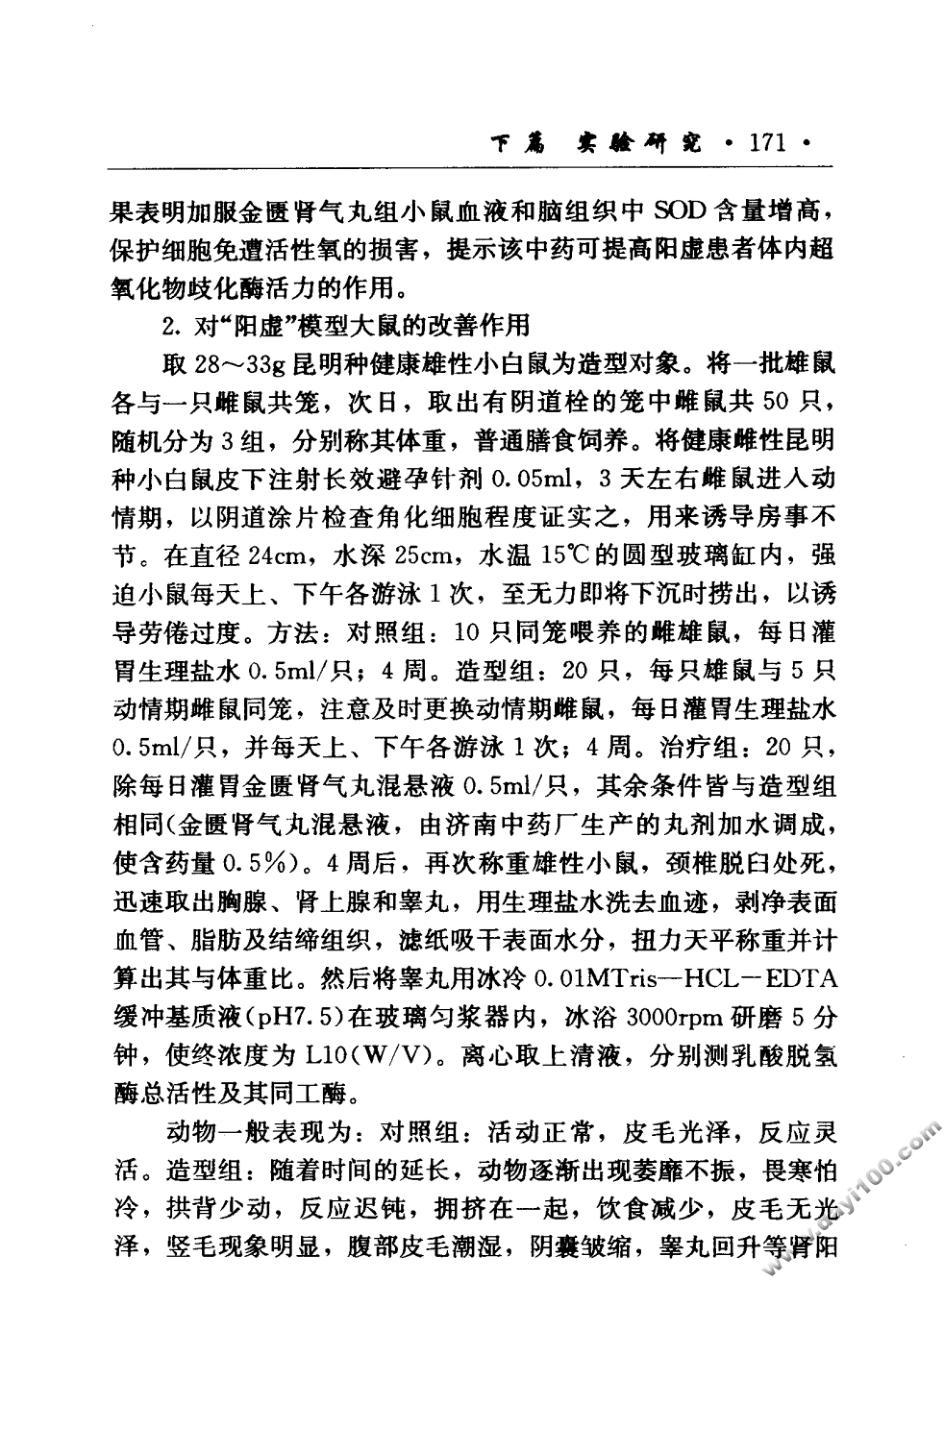 下篇 实验研究 · 171 ·
果表明加服金匮肾气丸组小鼠血液和脑组织中 SOD 含量增高，
保护细胞免遭活性氧的损害，提示该中药可提高阳虚患者体内超
氧化物歧化酶活力的作用。
2. 对“阳虚”模型大鼠的改善作用
取 28～33g 昆明种健康雄性小白鼠为造型对象。将一批雄鼠
各与一只雌鼠共笼，次日，取出有阴道栓的笼中雌鼠共 50 只，
随机分为 3 组，分别称其体重，普通膳食饲养。将健康雌性昆明
种小白鼠皮下注射长效避孕针剂 0.05ml，3 天左右雌鼠进入动
情期，以阴道涂片检查角化细胞程度证实之，用来诱导房事不
节。在直径 24cm，水深 25cm，水温 15℃的圆型玻璃缸内，强
迫小鼠每天上、下午各游泳 1 次，至无力即将下沉时捞出，以诱
导劳倦过度。方法：对照组：10 只同笼喂养的雌雄鼠，每日灌
胃生理盐水 0.5ml/只；4 周。造型组：20 只，每只雄鼠与 5 只
动情期雌鼠同笼，注意及时更换动情期雌鼠，每日灌胃生理盐水
0.5ml/只，并每天上、下午各游泳 1 次；4 周。治疗组：20 只，
除每日灌胃金匮肾气丸混悬液 0.5ml/只，其余条件皆与造型组
相同(金匮肾气丸混悬液，由济南中药厂生产的丸剂加水调成，
使含药量 0.5%)。4 周后，再次称重雄性小鼠，颈椎脱臼处死，
迅速取出胸腺、肾上腺和睾丸，用生理盐水洗去血迹，剥净表面
血管、脂肪及结缔组织，滤纸吸干表面水分，扭力天平称重并计
算出其与体重比。然后将睾丸用冰冷 0.01MTris—HCL－EDTA
缓冲基质液(pH7.5)在玻璃匀浆器内，冰浴 3000rpm 研磨 5 分
钟，使终浓度为 L10(W/V)。离心取上清液，分别测乳酸脱氢
酶总活性及其同工酶。
动物一般表现为：对照组：活动正常，皮毛光泽，反应灵
活。造型组：随着时间的延长，动物逐渐出现萎靡不振，畏寒怕
冷，拱背少动，反应迟钝，拥挤在一起，饮食减少，皮毛无光
泽，竖毛现象明显，腹部皮毛潮湿，阴囊皱缩，睾丸回升等肾阳